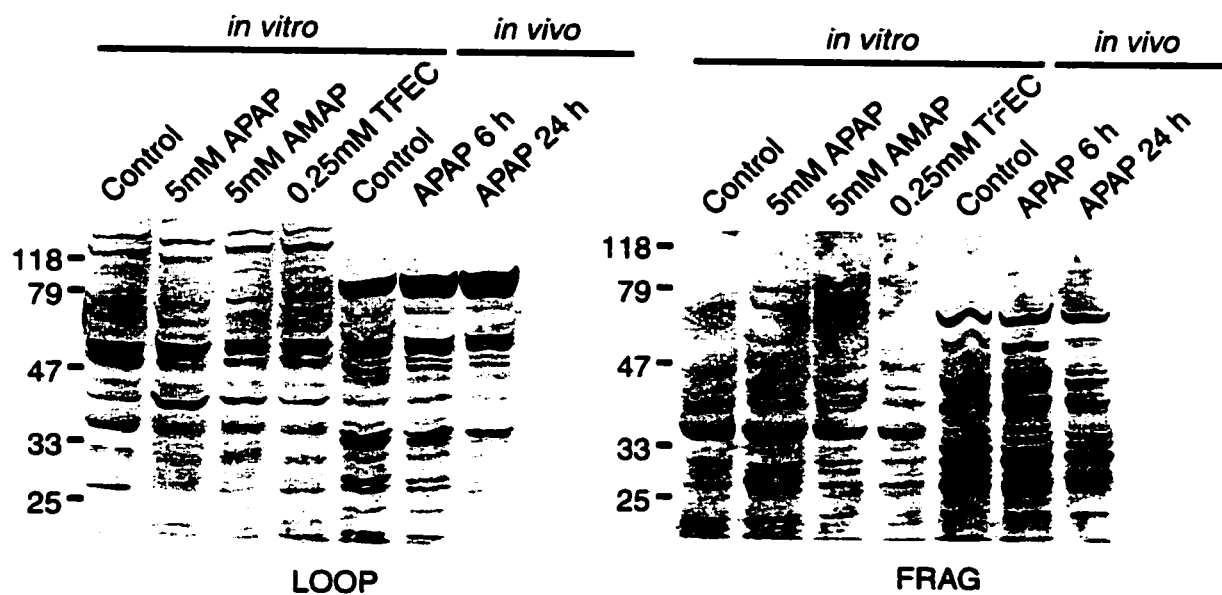 in vitro in vivo
Control 5mM APAP 5mM AMAP 0.25mM TFEC Control APAP 6 h APAP 24 h
118
79
47
33
25
LOOP
in vitro in vivo
Control 5mM APAP 5mM AMAP 0.25mM TFEC Control APAP 6 h APAP 24 h
118
79
47
33
25
FRAG